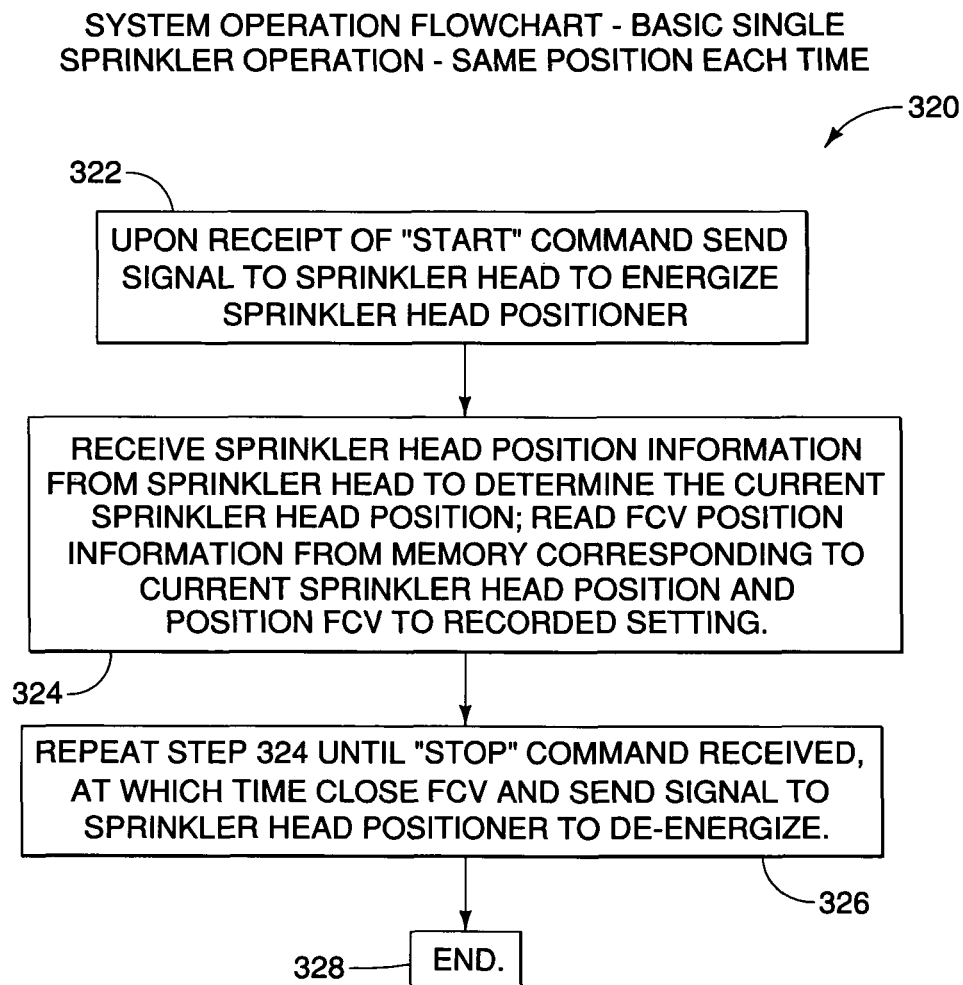 SYSTEM OPERATION FLOWCHART - BASIC SINGLE
SPRINKLER OPERATION - SAME POSITION EACH TIME
320
322
UPON RECEIPT OF "START" COMMAND SEND
SIGNAL TO SPRINKLER HEAD TO ENERGIZE
SPRINKLER HEAD POSITIONER
RECEIVE SPRINKLER HEAD POSITION INFORMATION
FROM SPRINKLER HEAD TO DETERMINE THE CURRENT
SPRINKLER HEAD POSITION; READ FCV POSITION
INFORMATION FROM MEMORY CORRESPONDING TO
CURRENT SPRINKLER HEAD POSITION AND
POSITION FCV TO RECORDED SETTING.
324
REPEAT STEP 324 UNTIL "STOP" COMMAND RECEIVED,
AT WHICH TIME CLOSE FCV AND SEND SIGNAL TO
SPRINKLER HEAD POSITIONER TO DE-ENERGIZE.
326
328
END.